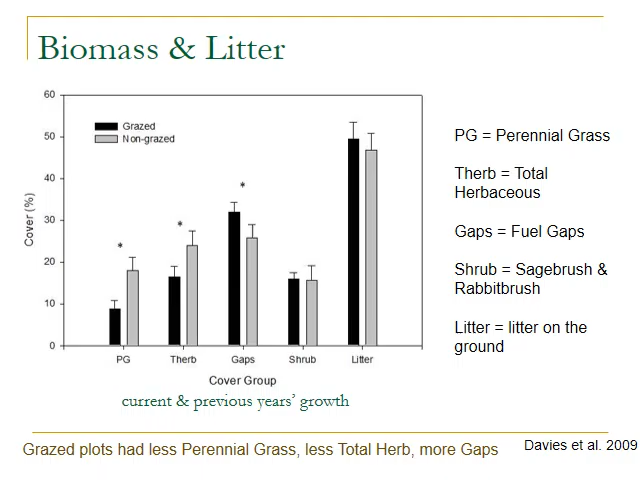 Biomass & Litter
60
50
40
30
20
10
0
Cover (%)
Grazed
Non-grazed
*
*
*
PG Therb Gaps Shrub Litter
Cover Group
current & previous years’ growth
PG = Perennial Grass
Therb = Total
Herbaceous
Gaps = Fuel Gaps
Shrub = Sagebrush &
Rabbitbrush
Litter = litter on the
ground
Grazed plots had less Perennial Grass, less Total Herb, more Gaps
Davies et al. 2009